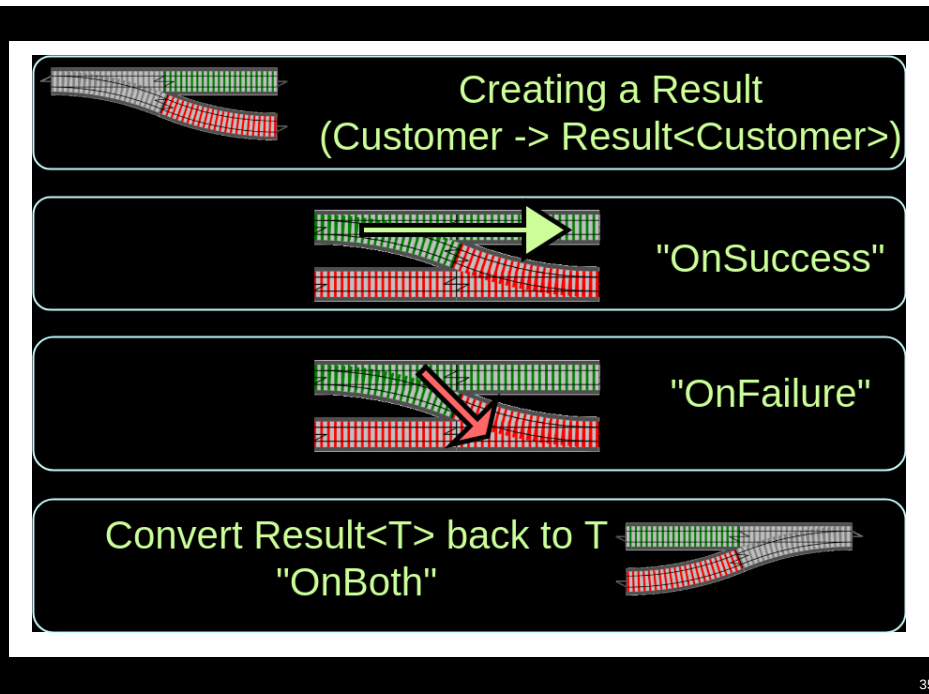 Creating a Result
(Customer -> Result<Customer>)
"OnSuccess"
"OnFailure"
Convert Result<T> back to T
"OnBoth"